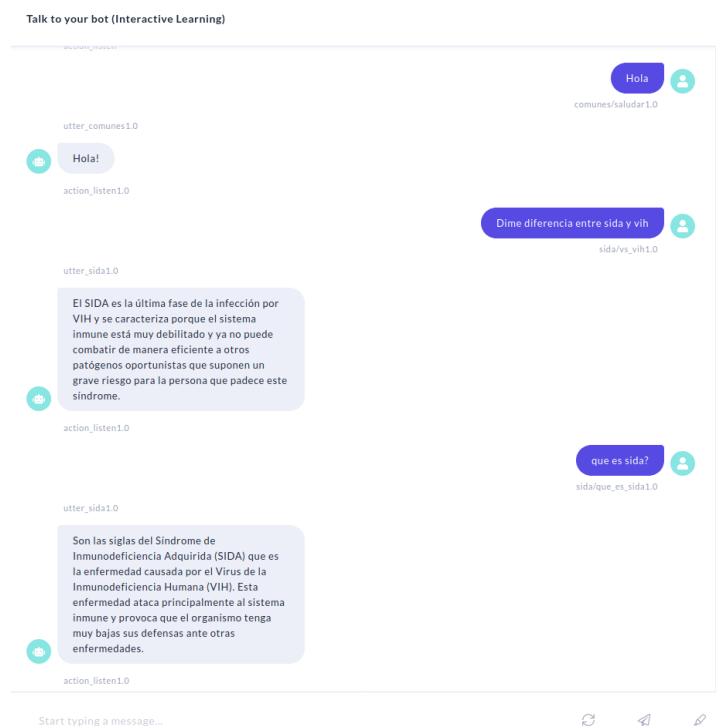 Talk to your bot (Interactive Learning)
action_listen
Hola
comunes/saludar1.0
utter_comunes1.0
Hola!
action_listen1.0
Dime diferencia entre sida y vih
sida/vs_vih1.0
utter_sida1.0
El SIDA es la última fase de la infección por
VIH y se caracteriza porque el sistema
inmune está muy debilitado y ya no puede
combatir de manera eficiente a otros
patógenos oportunistas que suponen un
grave riesgo para la persona que padece este
síndrome.
action_listen1.0
que es sida?
sida/que_es_sida1.0
utter_sida1.0
Son las siglas del Síndrome de
Inmunodeficiencia Adquirida (SIDA) que es
la enfermedad causada por el Virus de la
Inmunodeficiencia Humana (VIH). Esta
enfermedad ataca principalmente al sistema
inmune y provoca que el organismo tenga
muy bajas sus defensas ante otras
enfermedades.
action_listen1.0
Start typing a message...